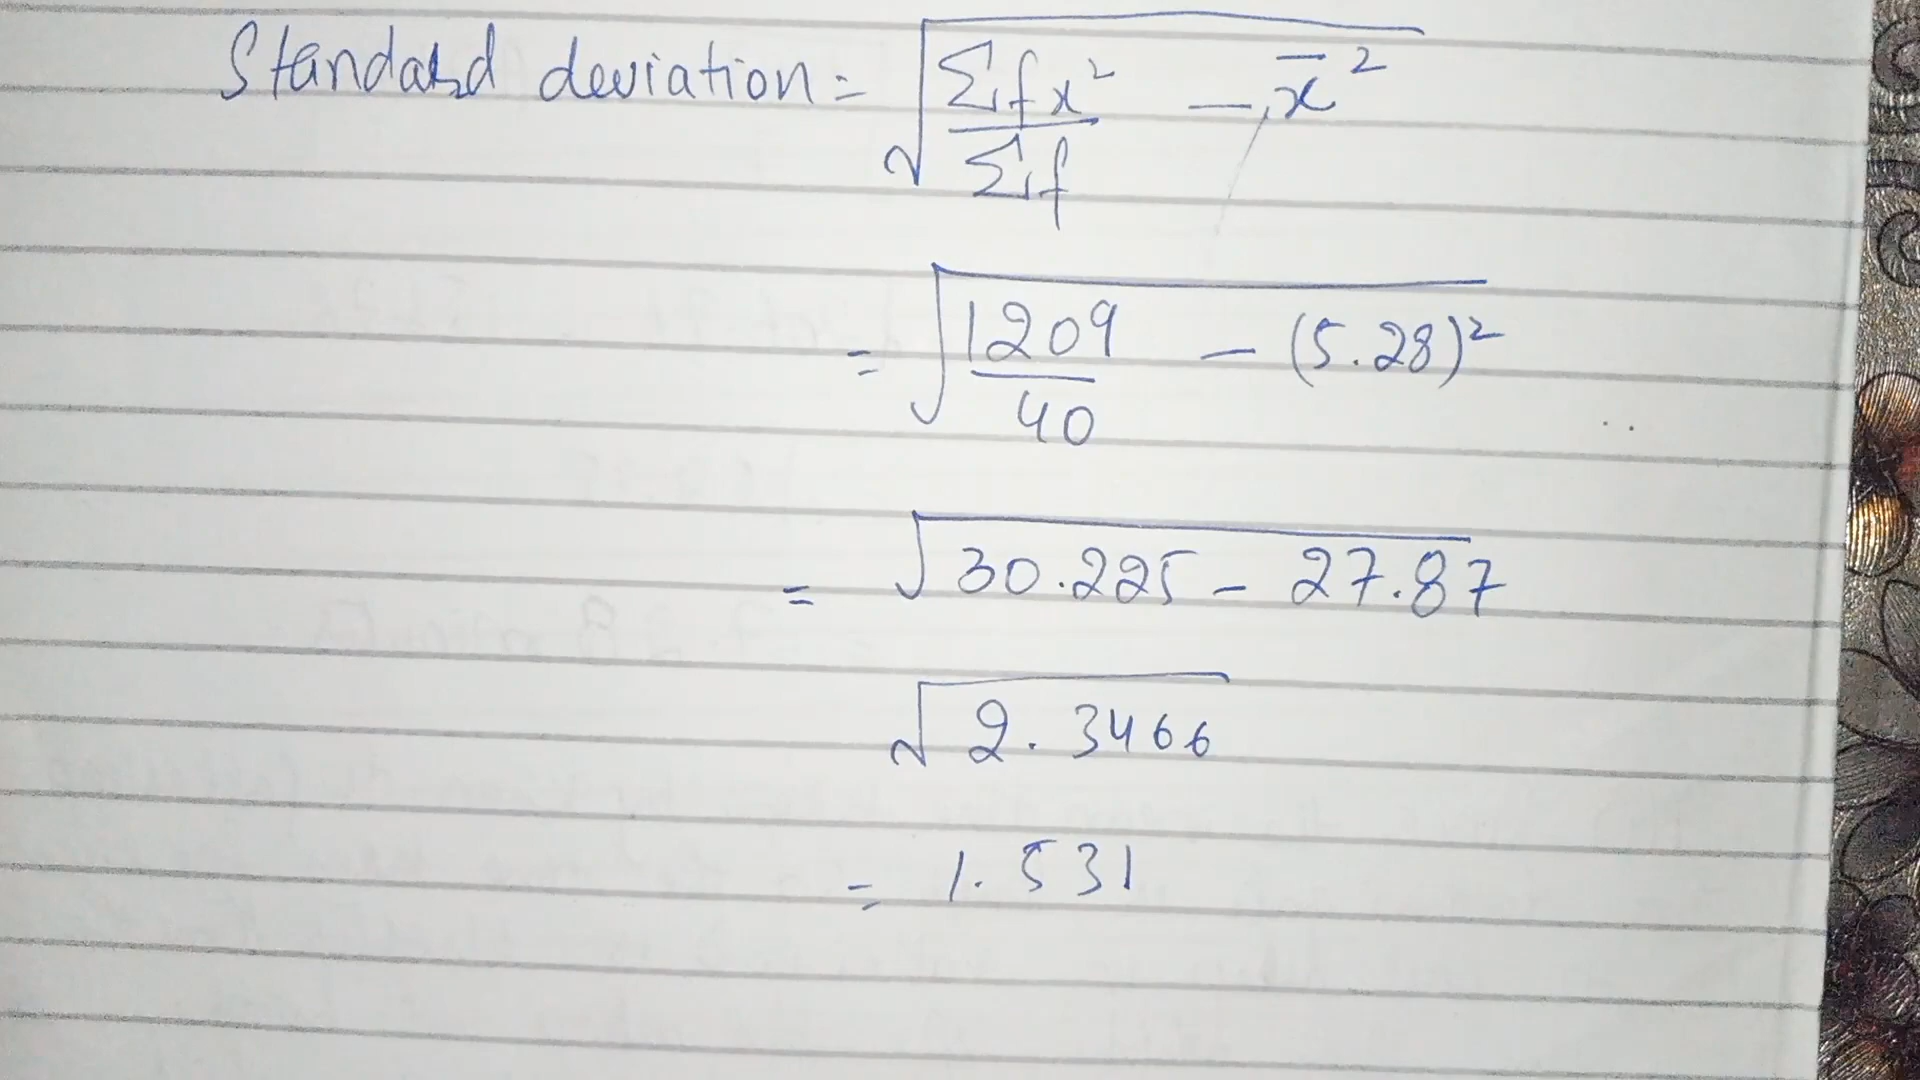 Standard deviation = √(Σfx²/Σf − x̄²)
= √(1209/40 − (5.28)²)
= √30.225 − 27.87
√2.3466
= 1.531